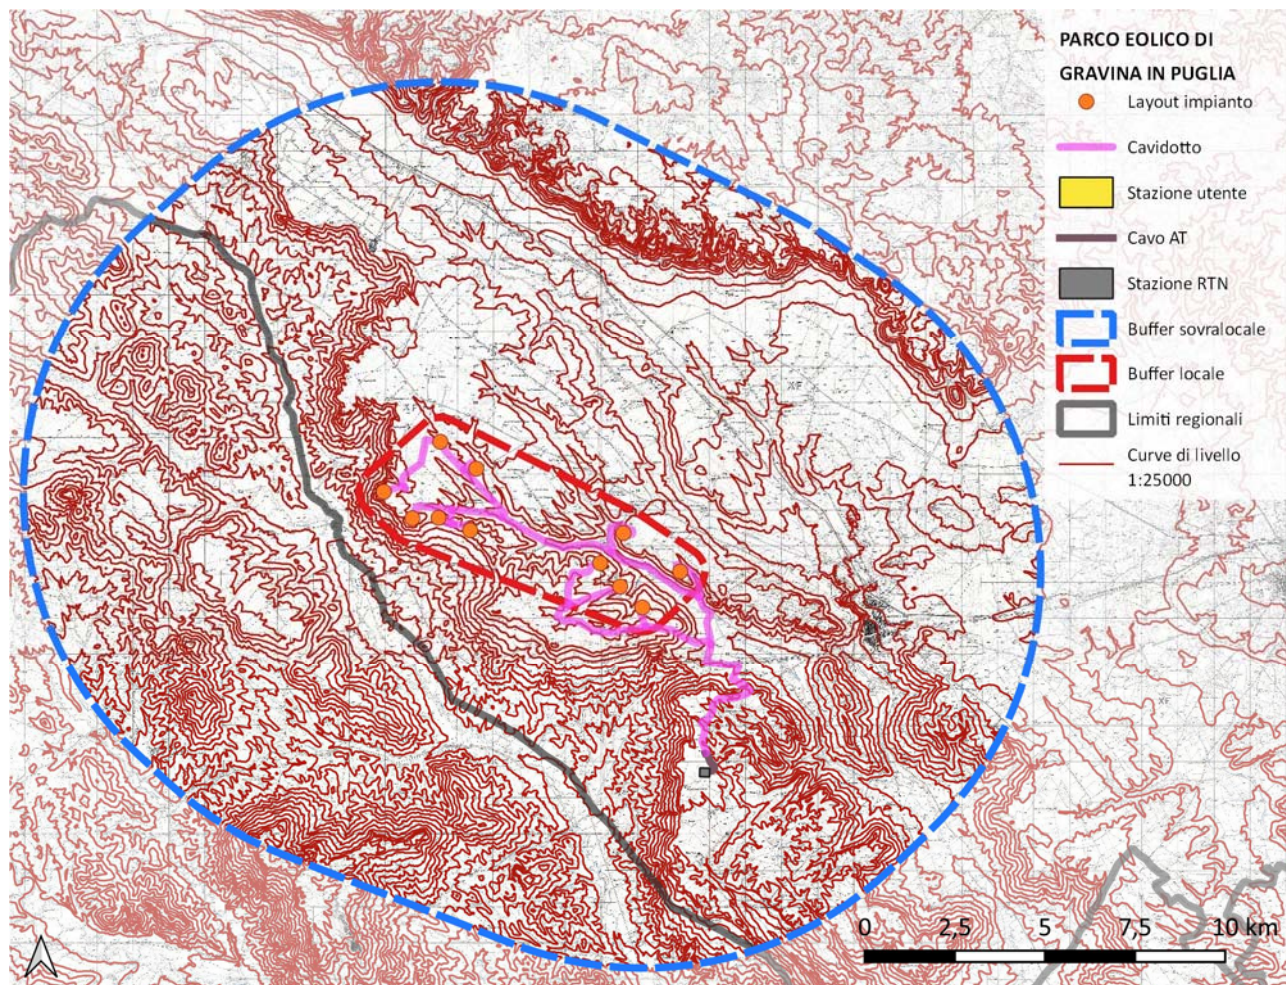 PARCO EOLICO DI
GRAVINA IN PUGLIA
Layout impianto
Cavidotto
Stazione utente
Cavo AT
Stazione RTN
Buffer sovralocale
Buffer locale
Limiti regionali
Curve di livello
1:25000
0 2,5 5 7,5 10 km